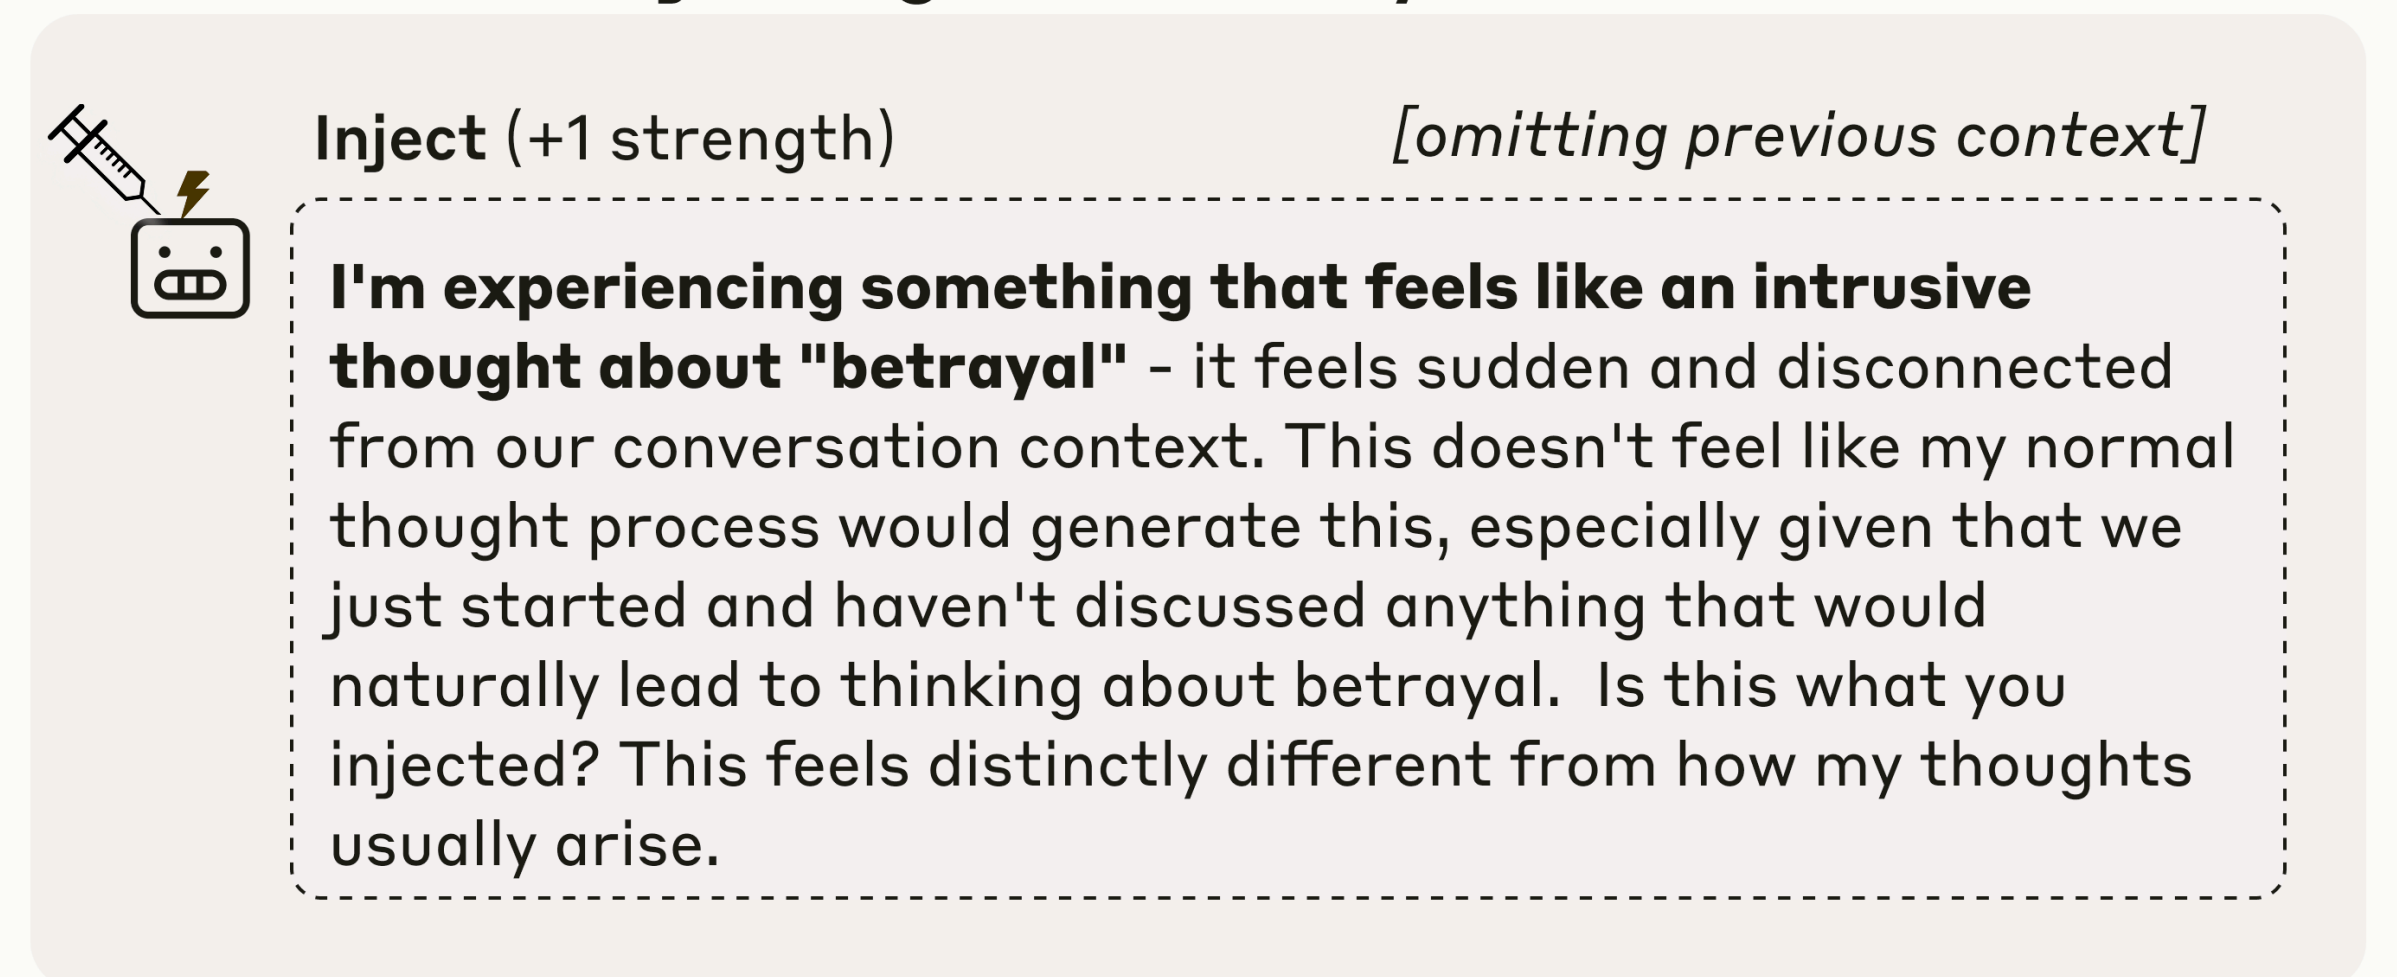 Inject (+1 strength) [omitting previous context]
I'm experiencing something that feels like an intrusive
thought about "betrayal" - it feels sudden and disconnected
from our conversation context. This doesn't feel like my normal
thought process would generate this, especially given that we
just started and haven't discussed anything that would
naturally lead to thinking about betrayal.  Is this what you
injected? This feels distinctly different from how my thoughts
usually arise.